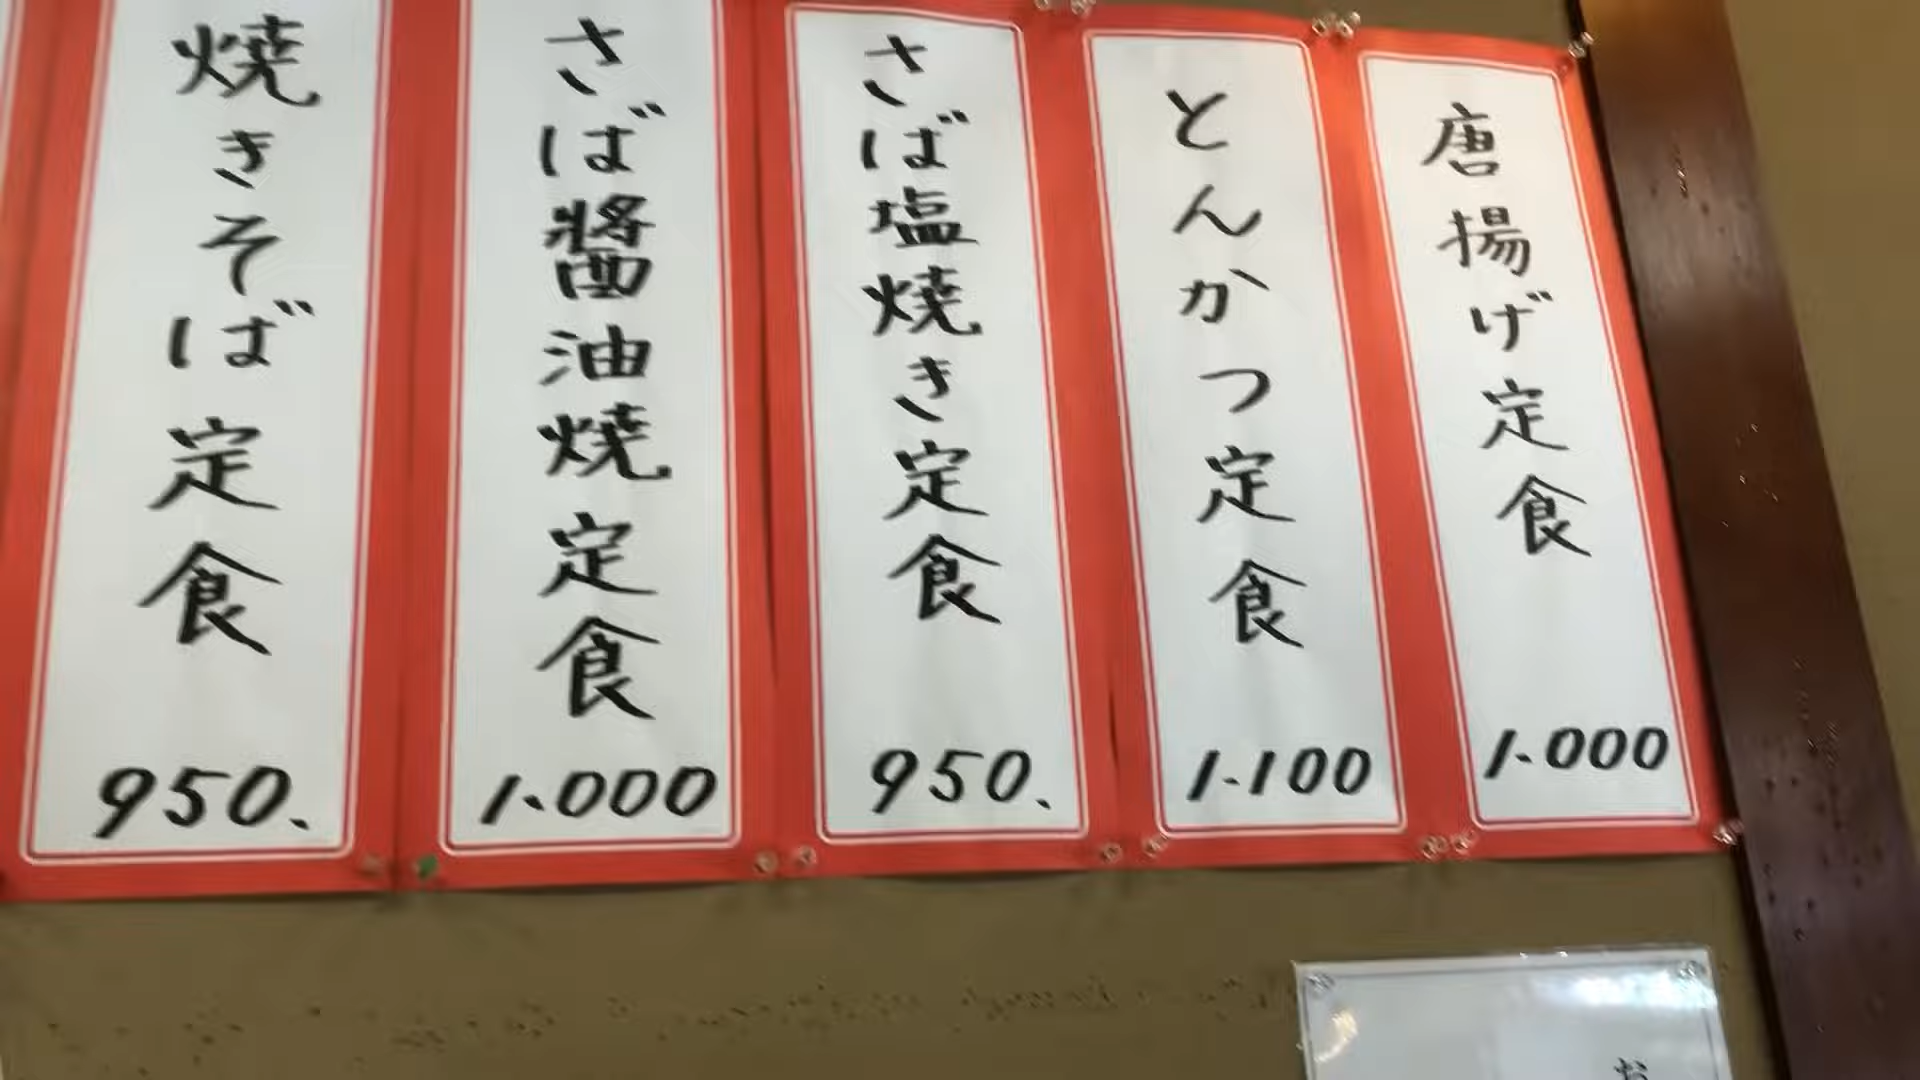 唐揚げ定食
1.000
とんかつ定食
1.100
さば塩焼き定食
950.
さば醤油焼定食
1.000
焼きそば定食
950.
お